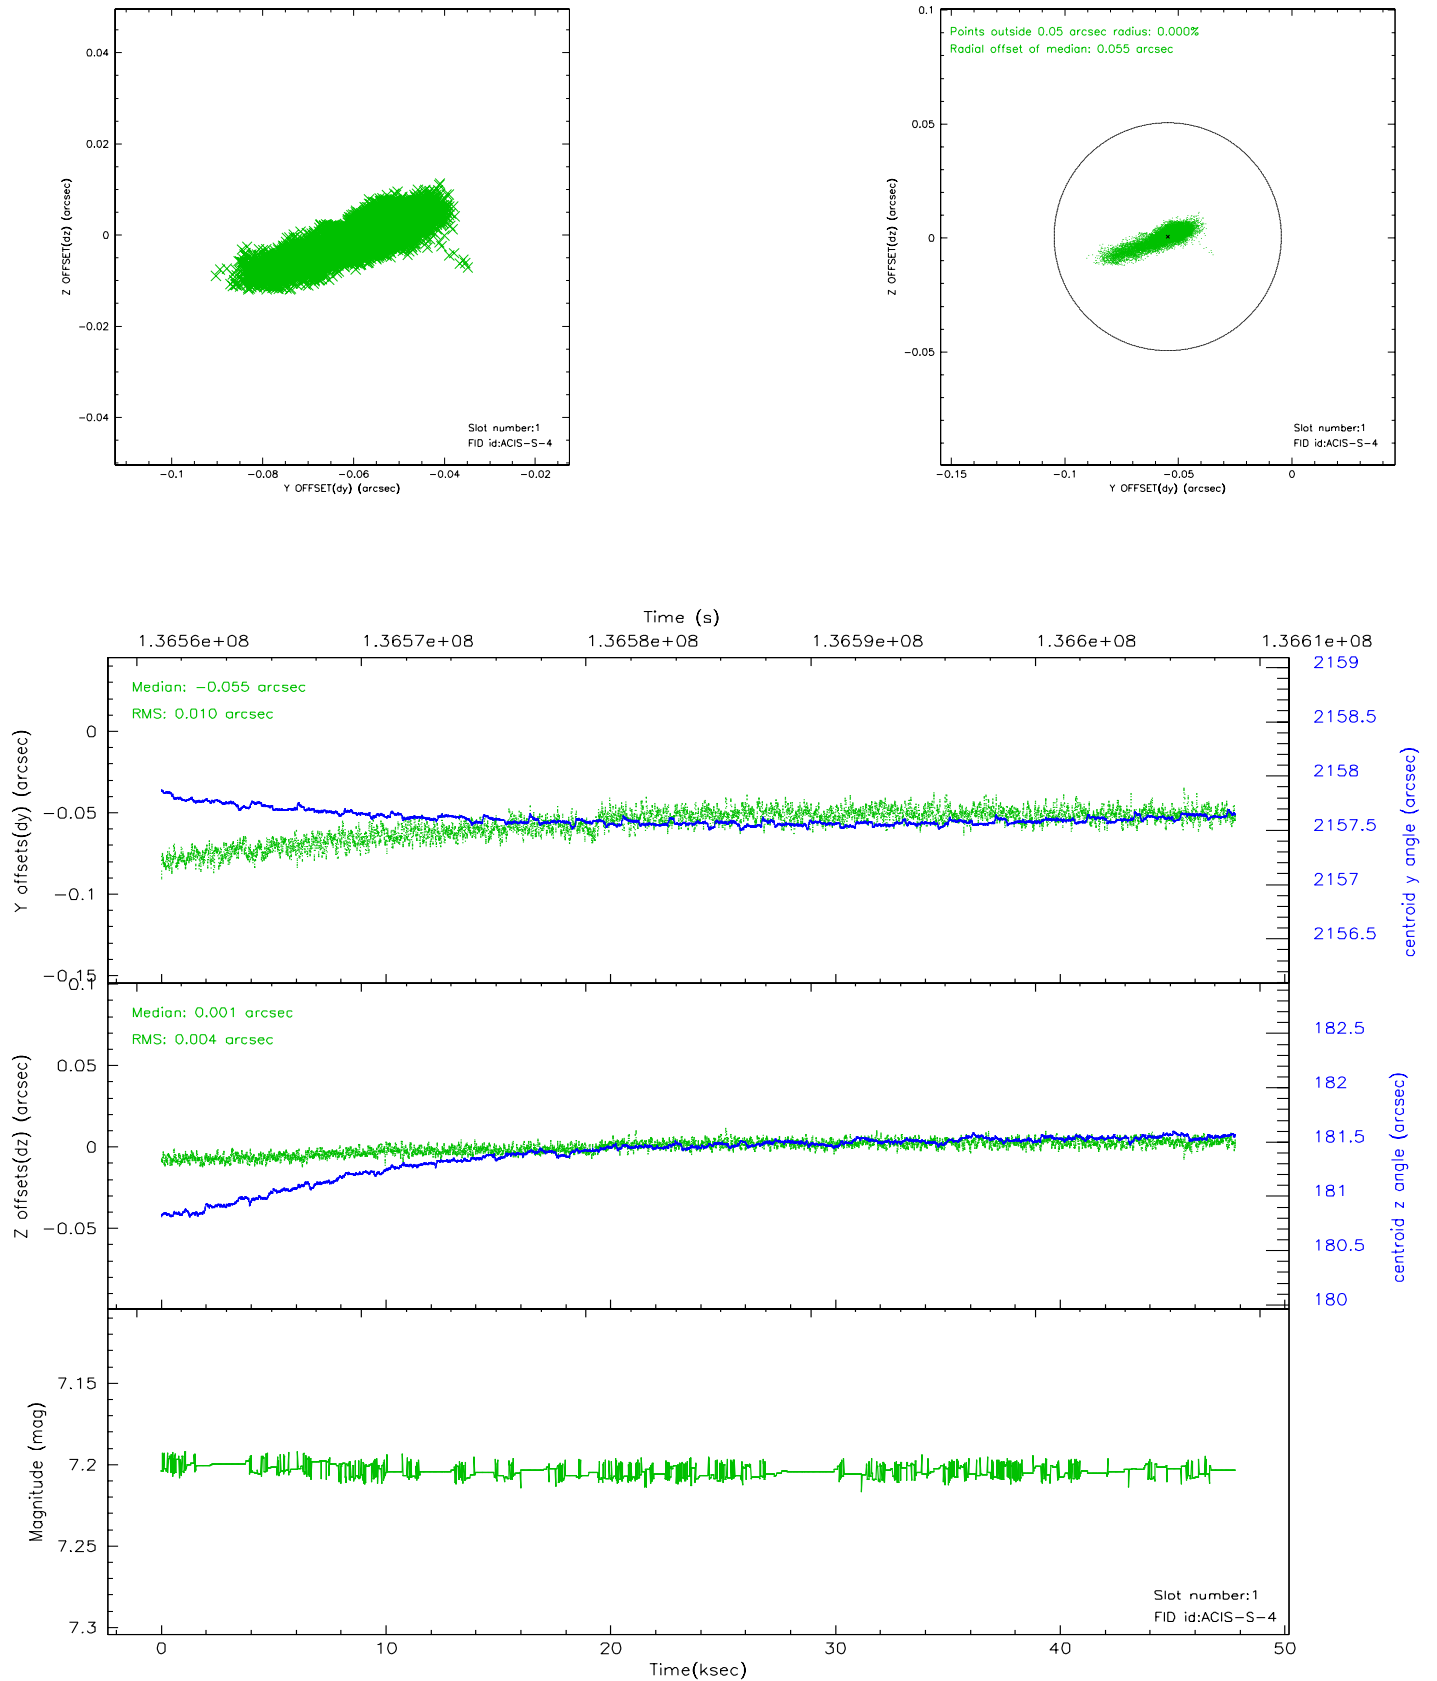 0.04
0.02
0
−0.02
−0.04
Z OFFSET(dz) (arcsec)
−0.1
−0.08
−0.06
−0.04
−0.02
Y OFFSET(dy) (arcsec)
Slot number:1
FID id:ACIS−S−4
0.1
0.05
0
−0.05
Z OFFSET(dz) (arcsec)
Points outside 0.05 arcsec radius: 0.000%
Radial offset of median: 0.055 arcsec
Slot number:1
FID id:ACIS−S−4
−0.15
−0.1
−0.05
0
Y OFFSET(dy) (arcsec)
Time (s)
1.3656e+08
1.3657e+08
1.3658e+08
1.3659e+08
1.366e+08
1.3661e+08
Median: −0.055 arcsec
RMS: 0.010 arcsec
0
−0.05
−0.1
−0.15
Y offsets(dy) (arcsec)
2159
2158.5
2158
2157.5
2157
2156.5
centroid y angle (arcsec)
Median: 0.001 arcsec
RMS: 0.004 arcsec
0.1
0.05
0
−0.05
Z offsets(dz) (arcsec)
182.5
182
181.5
181
180.5
180
centroid z angle (arcsec)
7.15
7.2
7.25
7.3
Magnitude (mag)
Slot number:1
FID id:ACIS−S−4
0
10
20
30
40
50
Time(ksec)